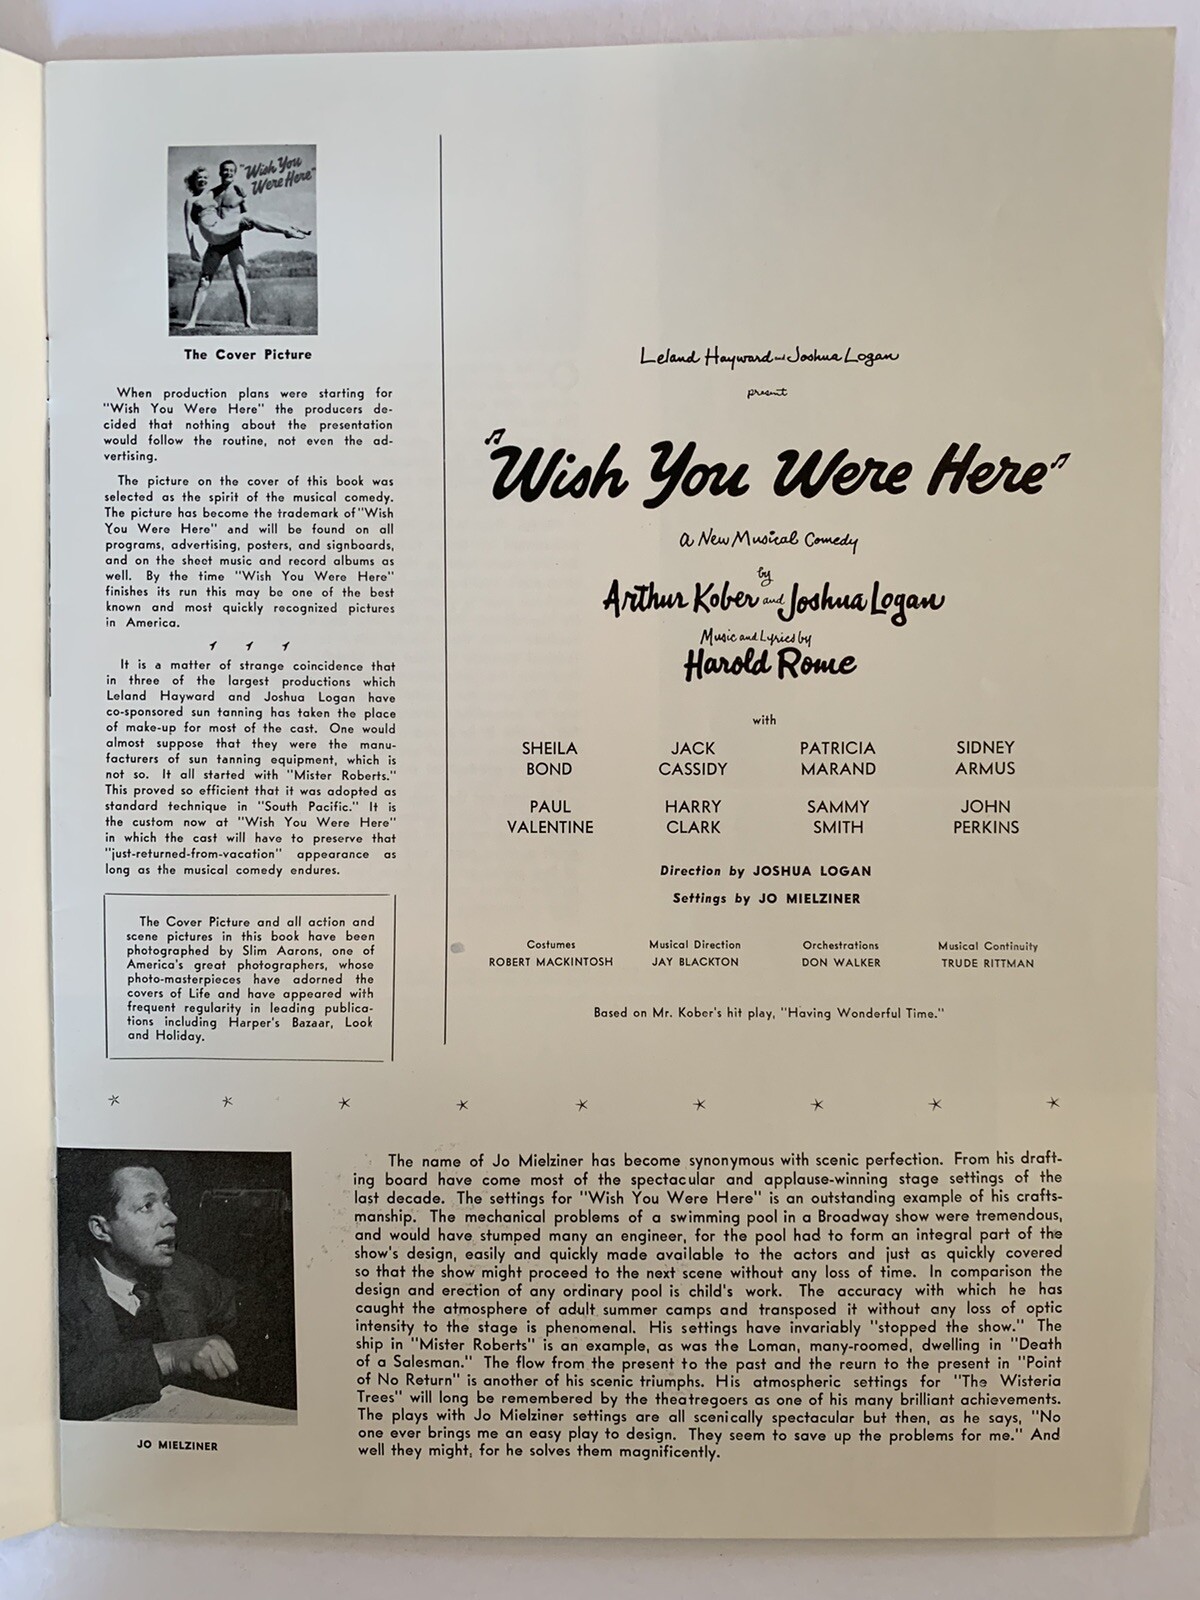 "Wish You
Were Here"
The Cover Picture
When production plans were starting for
"Wish You Were Here" the producers de-
cided that nothing about the presentation
would follow the routine, not even the ad-
vertising.
The picture on the cover of this book was
selected as the spirit of the musical comedy.
The picture has become the trademark of "Wish
You Were Here" and will be found on all
programs, advertising, posters, and signboards,
and on the sheet music and record albums as
well. By the time "Wish You Were Here"
finishes its run this may be one of the best
known and most quickly recognized pictures
in America.
It is a matter of strange coincidence that
in three of the largest productions which
Leland Hayward and Joshua Logan have
co-sponsored sun tanning has taken the place
of make-up for most of the cast. One would
almost suppose that they were the manu-
facturers of sun tanning equipment, which is
not so. It all started with "Mister Roberts."
This proved so efficient that it was adopted as
standard technique in "South Pacific." It is
the custom now at "Wish You Were Here"
in which the cast will have to preserve that
"just-returned-from-vacation" appearance as
long as the musical comedy endures.
The Cover Picture and all action and
scene pictures in this book have been
photographed by Slim Aarons, one of
America's great photographers, whose
photo-masterpieces have adorned the
covers of Life and have appeared with
frequent regularity in leading publica-
tions including Harper's Bazaar, Look
and Holiday.
Leland Hayward and Joshua Logan
present
"Wish You Were Here"
a New Musical Comedy
by
Arthur Kober and Joshua Logan
Music and Lyrics by
Harold Rome
with
SHEILA JACK PATRICIA SIDNEY
BOND CASSIDY MARAND ARMUS
PAUL HARRY SAMMY JOHN
VALENTINE CLARK SMITH PERKINS
Direction by JOSHUA LOGAN
Settings by JO MIELZINER
Costumes Musical Direction Orchestrations Musical Continuity
ROBERT MACKINTOSH JAY BLACKTON DON WALKER TRUDE RITTMAN
Based on Mr. Kober's hit play, "Having Wonderful Time."
The name of Jo Mielziner has become synonymous with scenic perfection. From his draft-
ing board have come most of the spectacular and applause-winning stage settings of the
last decade. The settings for "Wish You Were Here" is an outstanding example of his crafts-
manship. The mechanical problems of a swimming pool in a Broadway show were tremendous,
and would have stumped many an engineer, for the pool had to form an integral part of the
show's design, easily and quickly made available to the actors and just as quickly covered
so that the show might proceed to the next scene without any loss of time. In comparison the
design and erection of any ordinary pool is child's work. The accuracy with which he has
caught the atmosphere of adult summer camps and transposed it without any loss of optic
intensity to the stage is phenomenal. His settings have invariably "stopped the show." The
ship in "Mister Roberts" is an example, as was the Loman, many-roomed, dwelling in "Death
of a Salesman." The flow from the present to the past and the reurn to the present in "Point
of No Return" is another of his scenic triumphs. His atmospheric settings for "The Wisteria
Trees" will long be remembered by the theatregoers as one of his many brilliant achievements.
The plays with Jo Mielziner settings are all scenically spectacular but then, as he says, "No
one ever brings me an easy play to design. They seem to save up the problems for me." And
well they might, for he solves them magnificently.
JO MIELZINER